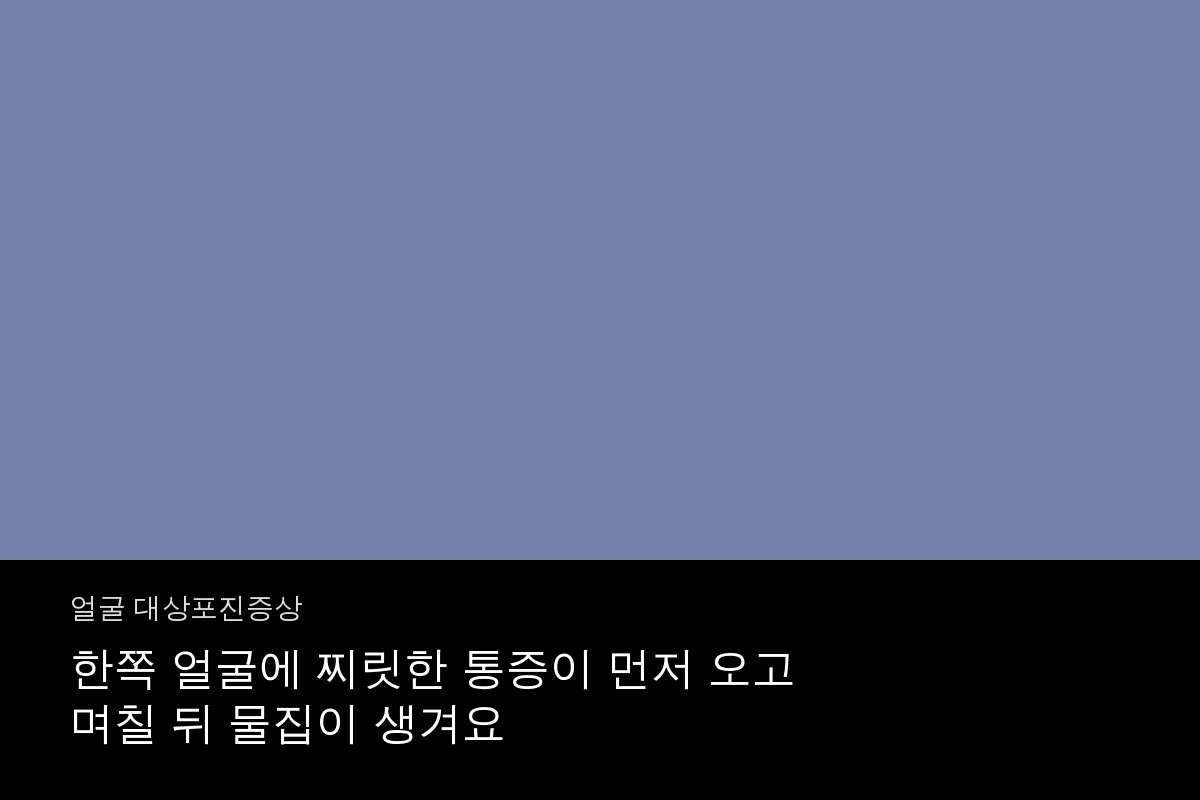 얼굴 대상포진증상
한쪽 얼굴에 찌릿한 통증이 먼저 오고
며칠 뒤 물집이 생겨요